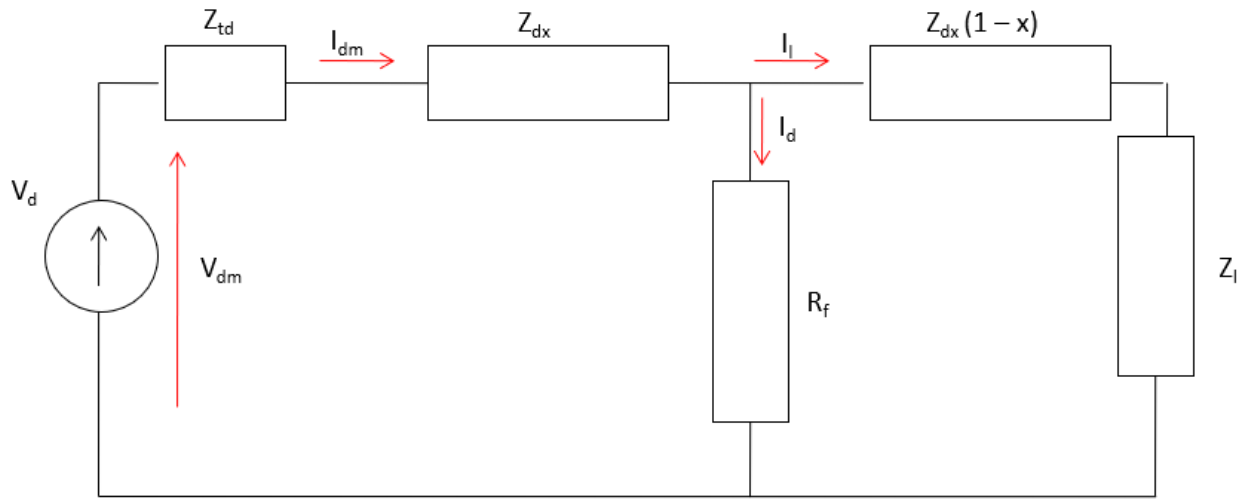 Z_td
I_dm
Z_dx
I_l
Z_dx (1 – x)
I_d
V_d
V_dm
R_f
Z_l